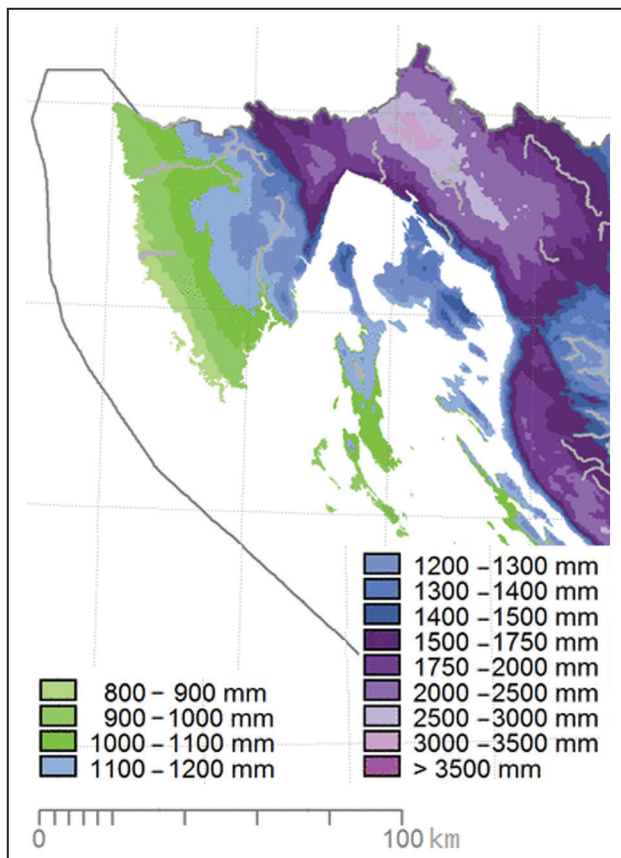 1200 – 1300 mm
1300 – 1400 mm
1400 – 1500 mm
1500 – 1750 mm
1750 – 2000 mm
2000 – 2500 mm
2500 – 3000 mm
3000 – 3500 mm
> 3500 mm
800 – 900 mm
900 – 1000 mm
1000 – 1100 mm
1100 – 1200 mm
0 100 km